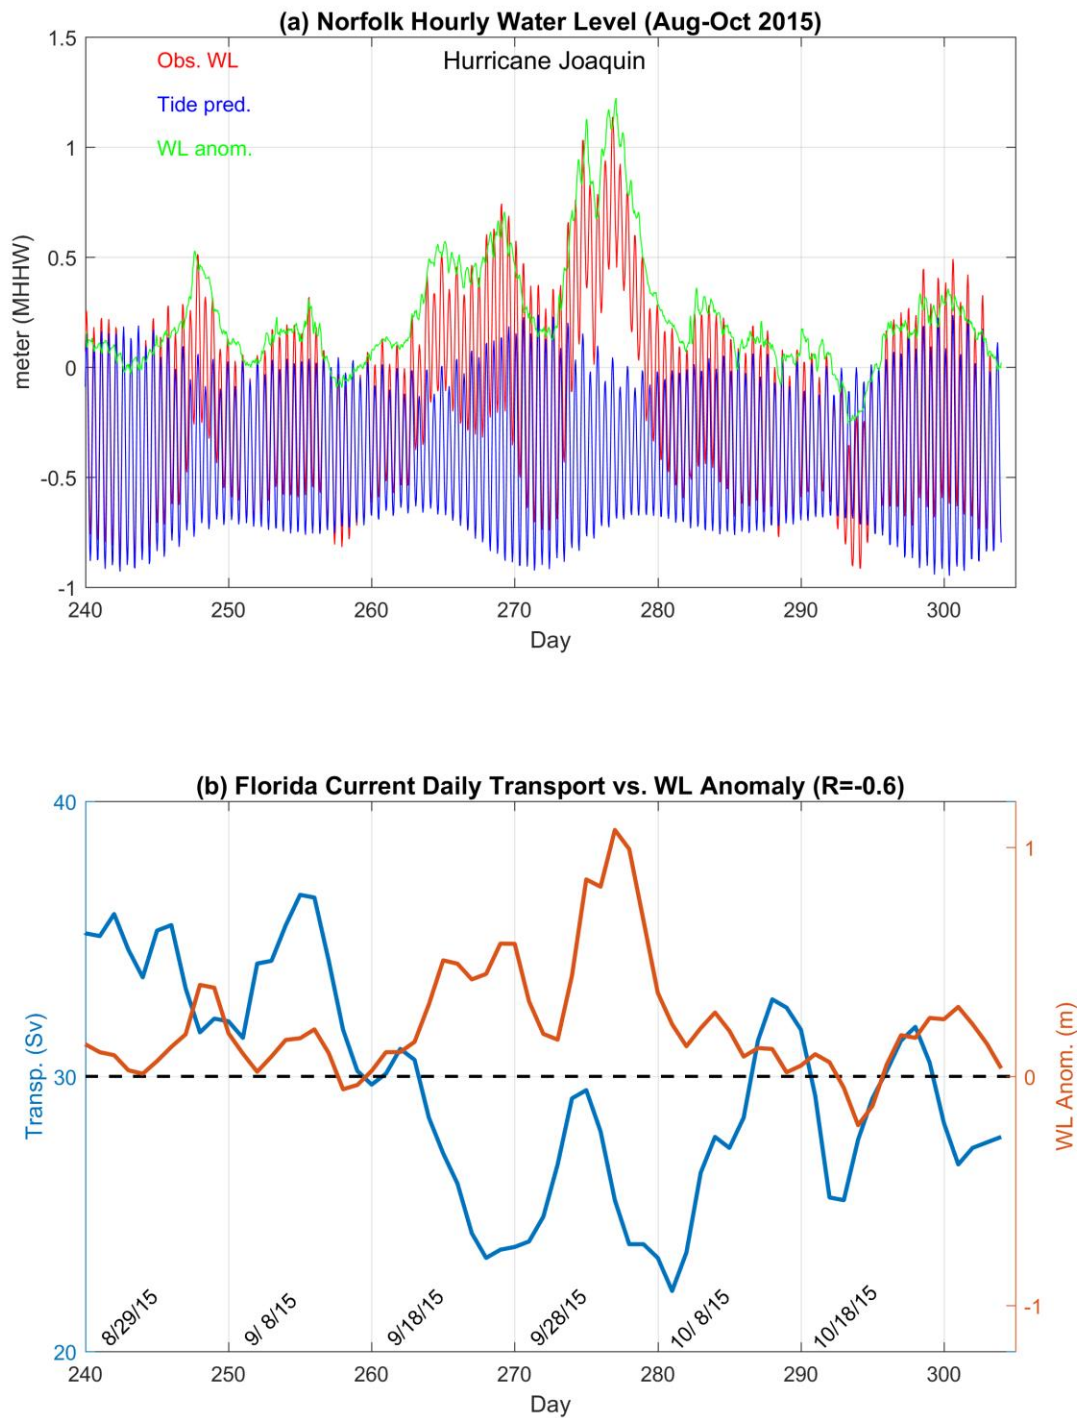 (a) Norfolk Hourly Water Level (Aug-Oct 2015)
1.5
Obs. WL
Hurricane Joaquin
Tide pred.
WL anom.
1
0.5
0
-0.5
-1
meter (MHHW)
240 250 260 270 280 290 300
Day
(b) Florida Current Daily Transport vs. WL Anomaly (R=-0.6)
40
30
20
Transp. (Sv)
1
0
-1
WL Anom. (m)
8/29/15
9/ 8/15
9/18/15
9/28/15
10/ 8/15
10/18/15
240 250 260 270 280 290 300
Day